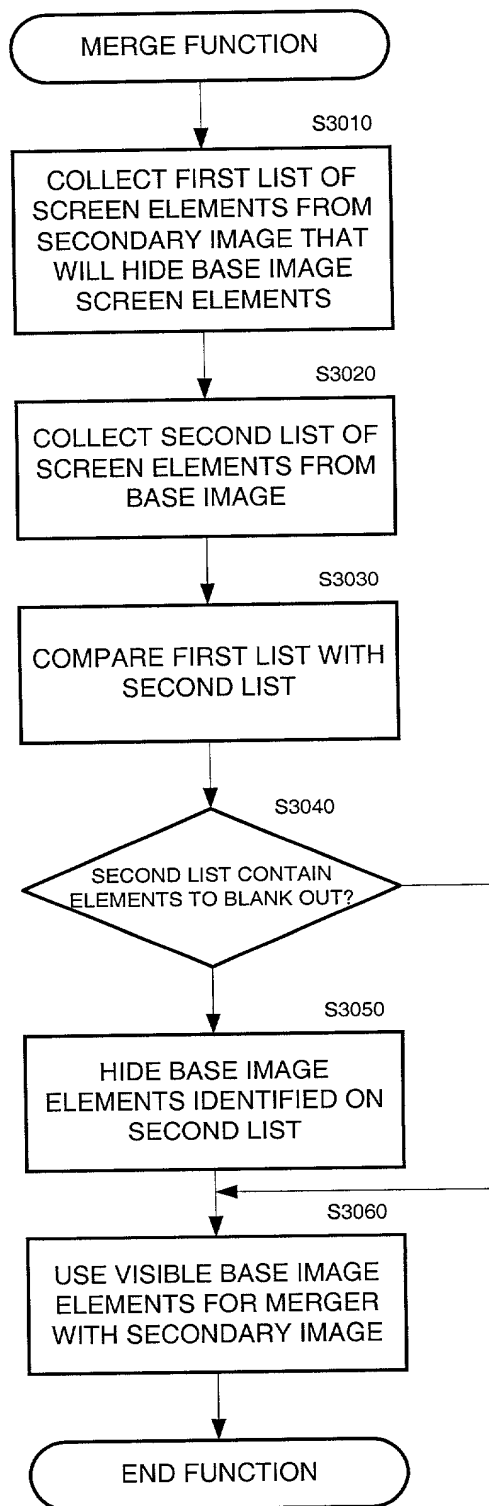 MERGE FUNCTION
S3010
COLLECT FIRST LIST OF
SCREEN ELEMENTS FROM
SECONDARY IMAGE THAT
WILL HIDE BASE IMAGE
SCREEN ELEMENTS
S3020
COLLECT SECOND LIST OF
SCREEN ELEMENTS FROM
BASE IMAGE
S3030
COMPARE FIRST LIST WITH
SECOND LIST
S3040
SECOND LIST CONTAIN
ELEMENTS TO BLANK OUT?
S3050
HIDE BASE IMAGE
ELEMENTS IDENTIFIED ON
SECOND LIST
S3060
USE VISIBLE BASE IMAGE
ELEMENTS FOR MERGER
WITH SECONDARY IMAGE
END FUNCTION